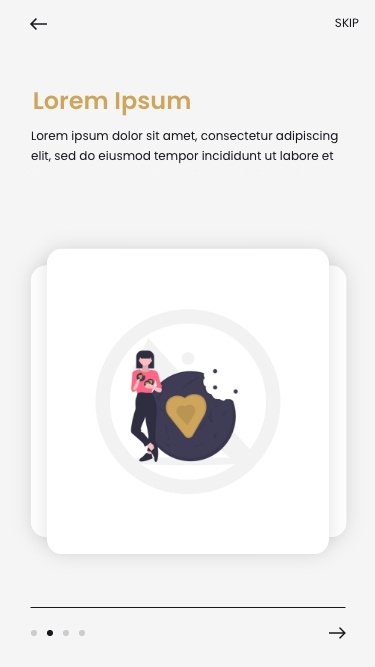 SKIP
Lorem Ipsum
Lorem ipsum dolor sit amet, consectetur adipiscing
elit, sed do eiusmod tempor incididunt ut labore et